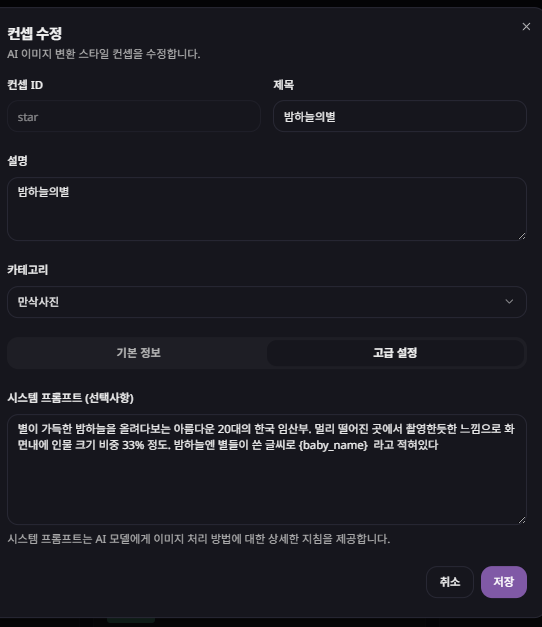 컨셉 수정
AI 이미지 변환 스타일 컨셉을 수정합니다.
컨셉 ID
제목
star
밤하늘의별
설명
밤하늘의별
카테고리
만삭사진
기본 정보
고급 설정
시스템 프롬프트 (선택사항)
별이 가득한 밤하늘을 올려다보는 아름다운 20대의 한국 임산부. 멀리 떨어진 곳에서 촬영한듯한 느낌으로 화
면내에 인물 크기 비중 33% 정도. 밤하늘엔 별들이 쓴 글씨로 {baby_name}  라고 적혀있다
시스템 프롬프트는 AI 모델에게 이미지 처리 방법에 대한 상세한 지침을 제공합니다.
취소
저장